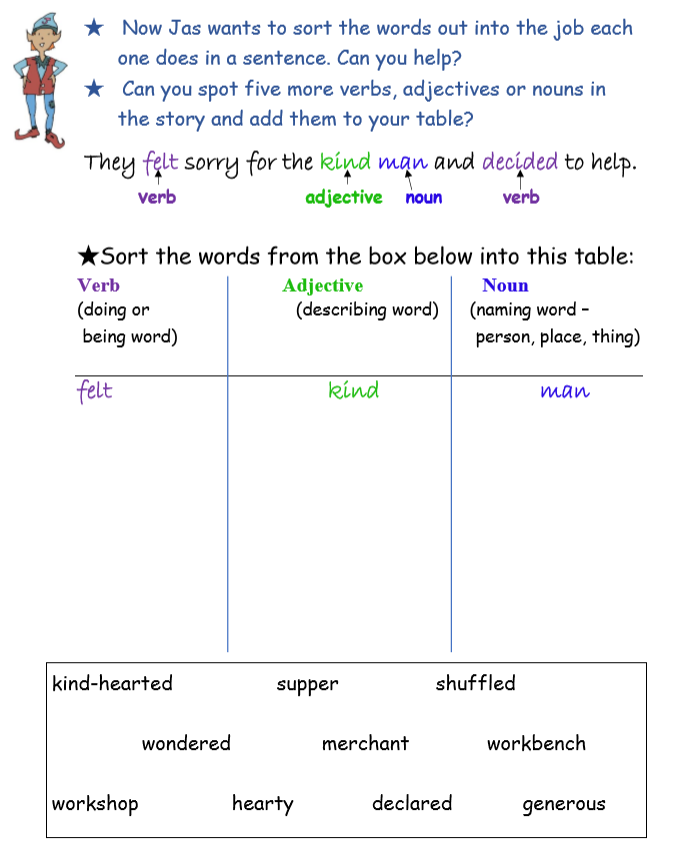 ★ Now Jas wants to sort the words out into the job each
one does in a sentence. Can you help?
★ Can you spot five more verbs, adjectives or nouns in
the story and add them to your table?
They felt sorry for the kind man and decided to help.
verb adjective noun verb
★Sort the words from the box below into this table:
Verb Adjective Noun
(doing or (describing word) (naming word –
being word) person, place, thing)
felt kind man
kind-hearted supper shuffled
wondered merchant workbench
workshop hearty declared generous